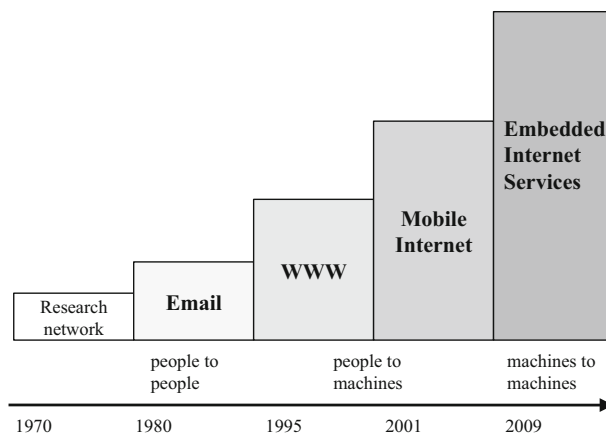 Embedded
Internet
Services
Mobile
Internet
WWW
Email
Research
network
people to
people
people to
machines
machines to
machines
1970
1980
1995
2001
2009